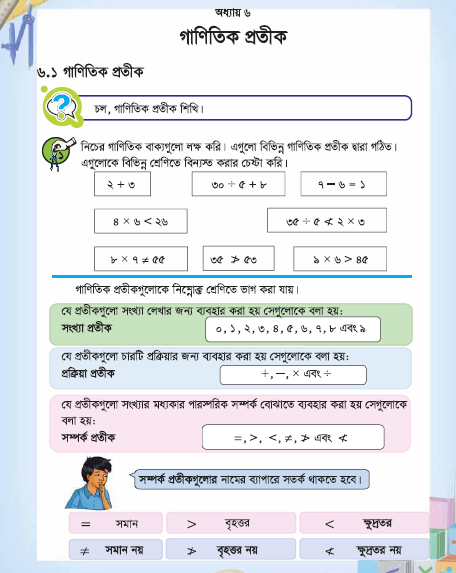 অধ্যায় ৬
গাণিতিক প্রতীক
৬.১ গাণিতিক প্রতীক
চল, গাণিতিক প্রতীক শিখি।
নিচের গাণিতিক বাক্যগুলো লক্ষ করি। এগুলো বিভিন্ন গাণিতিক প্রতীক দ্বারা গঠিত।
এগুলোকে বিভিন্ন শ্রেণিতে বিন্যস্ত করার চেষ্টা করি।
২ + ৩
৩০ ÷ ৫ + ৮
৭ − ৬ = ১
৪ × ৬ < ২৬
৩৫ ÷ ৫ ≮ ২ × ৩
৮ × ৭ ≠ ৫৫
৩৫ ≯ ৫৩
৯ × ৬ > ৪৫
গাণিতিক প্রতীকগুলোকে নিম্নোক্ত শ্রেণিতে ভাগ করা যায়।
যে প্রতীকগুলো সংখ্যা লেখার জন্য ব্যবহার করা হয় সেগুলোকে বলা হয়:
সংখ্যা প্রতীক
০, ১, ২, ৩, ৪, ৫, ৬, ৭, ৮ এবং ৯
যে প্রতীকগুলো চারটি প্রক্রিয়ার জন্য ব্যবহার করা হয় সেগুলোকে বলা হয়:
প্রক্রিয়া প্রতীক
+, −, × এবং ÷
যে প্রতীকগুলো সংখ্যার মধ্যকার পারস্পরিক সম্পর্ক বোঝাতে ব্যবহার করা হয় সেগুলোকে
বলা হয়:
সম্পর্ক প্রতীক
=, >, <, ≠, ≯ এবং ≮
সম্পর্ক প্রতীকগুলোর নামের ব্যাপারে সতর্ক থাকতে হবে।
= সমান
> বৃহত্তর
< ক্ষুদ্রতর
≠ সমান নয়
≯ বৃহত্তর নয়
≮ ক্ষুদ্রতর নয়